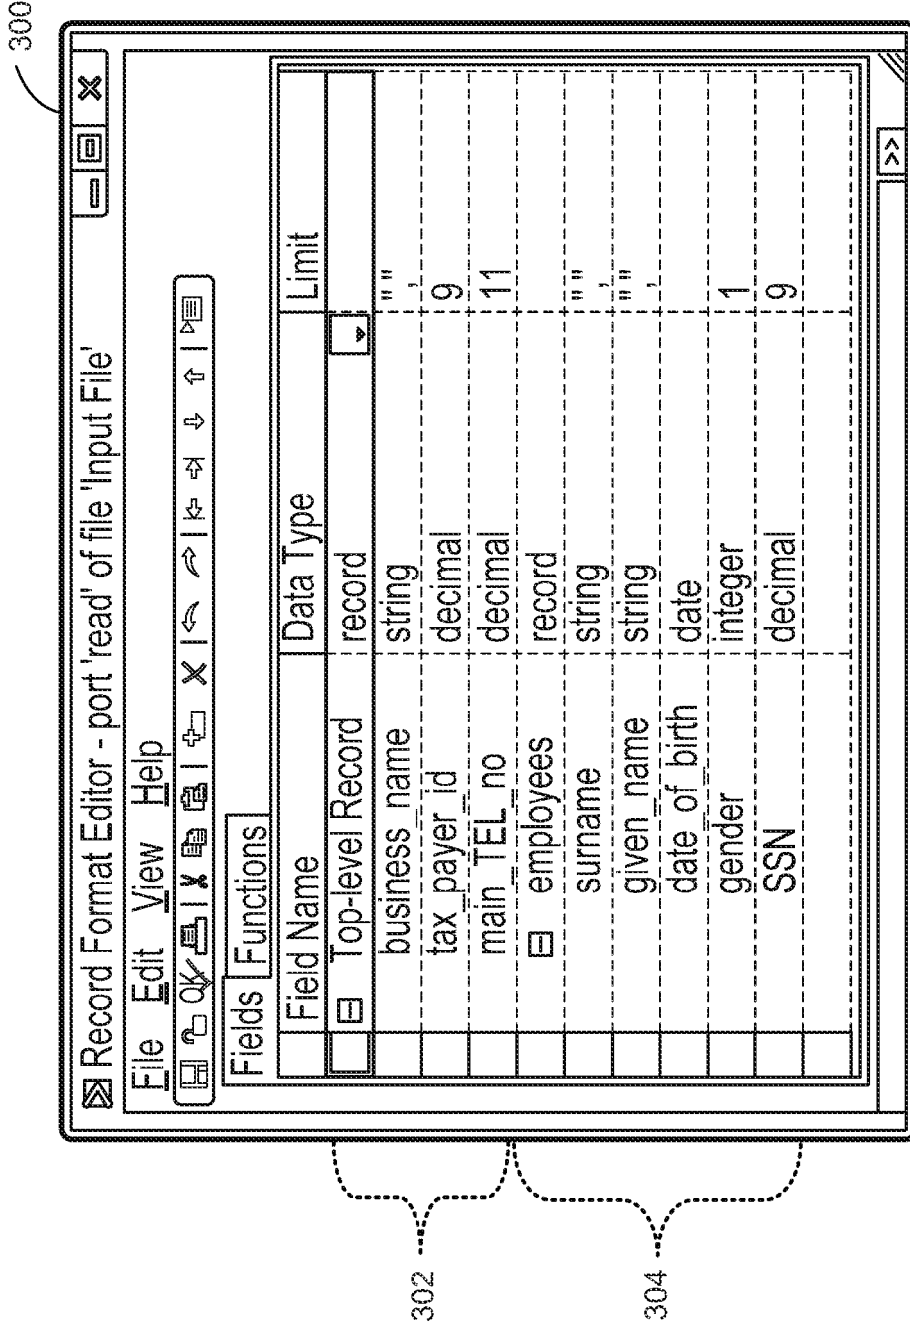 300
Record Format Editor - port 'read' of file 'Input File'
File Edit View Help
OK
Fields Functions
Field Name Data Type Limit
Top-level Record record
business_name string "",
tax_payer_id decimal 9
main_TEL_no decimal 11
employees record
surname string "",
given_name string "",
date_of_birth date
gender integer 1
SSN decimal 9
>>
302
304